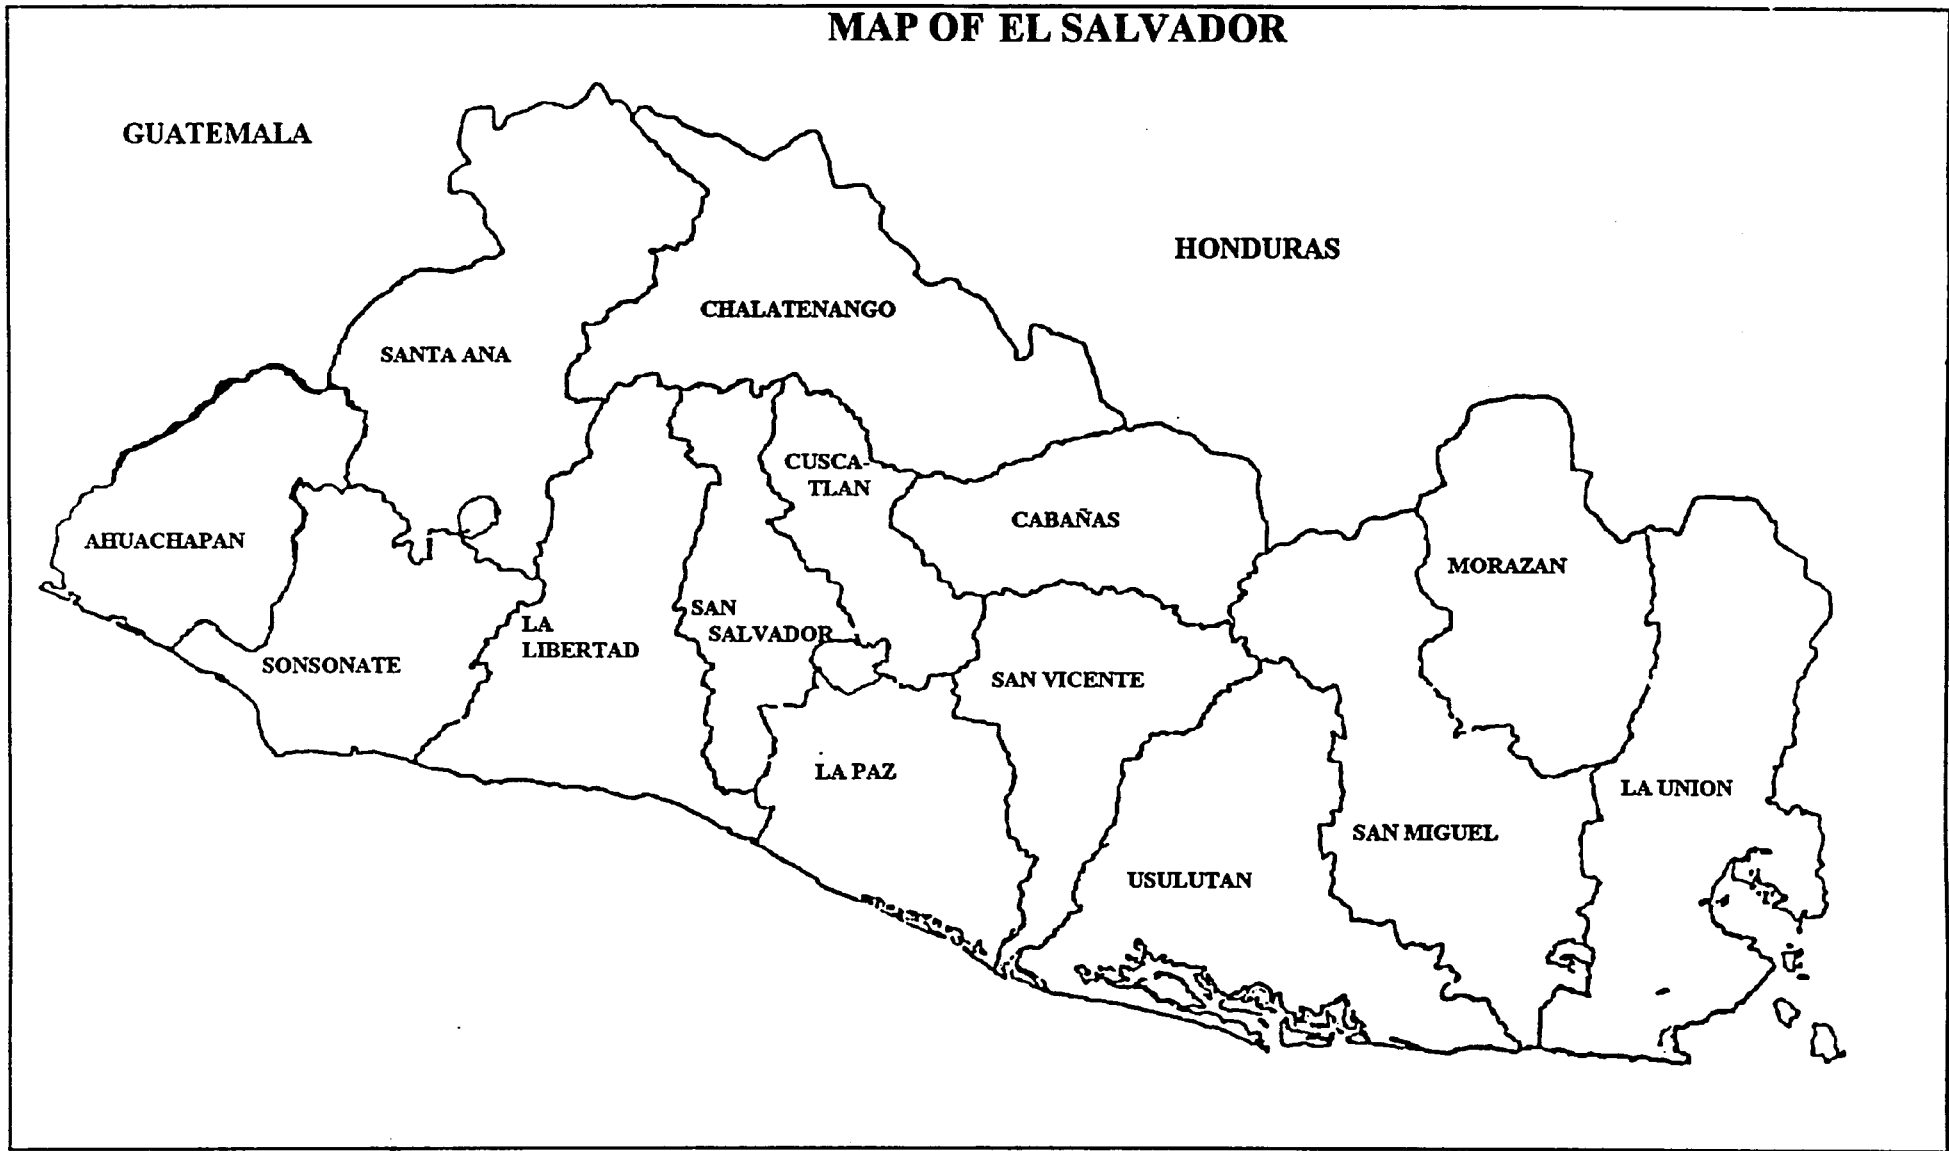 MAP OF EL SALVADOR
GUATEMALA
HONDURAS
CHALATENANGO
SANTA ANA
CUSCA-
TLAN
CABAÑAS
AHUACHAPAN
MORAZAN
SAN
SALVADOR
LA
LIBERTAD
SONSONATE
SAN VICENTE
LA PAZ
LA UNION
SAN MIGUEL
USULUTAN